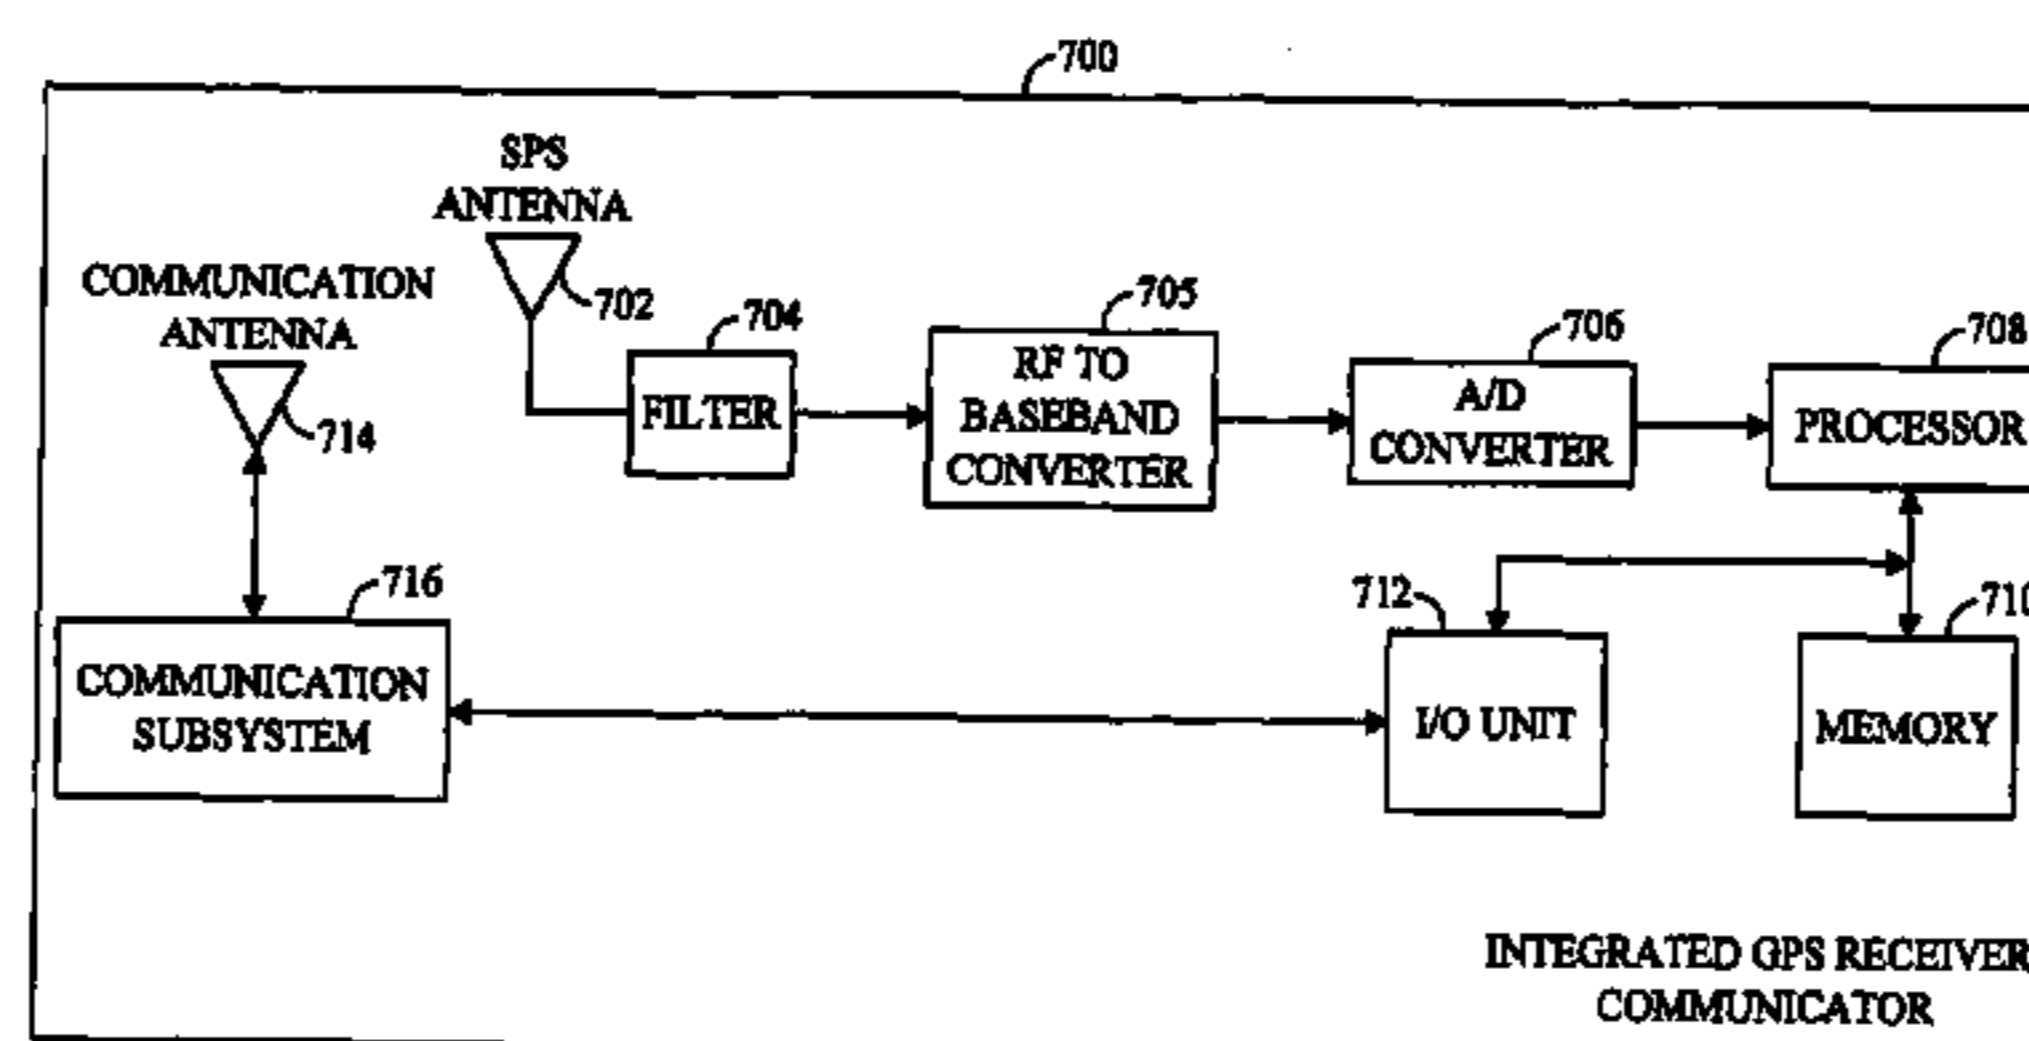 700
SPS
ANTENNA
702
COMMUNICATION
ANTENNA
714
704
FILTER
705
RF TO
BASEBAND
CONVERTER
706
A/D
CONVERTER
708
PROCESSOR
716
COMMUNICATION
SUBSYSTEM
712
I/O UNIT
710
MEMORY
INTEGRATED GPS RECEIVER
COMMUNICATOR